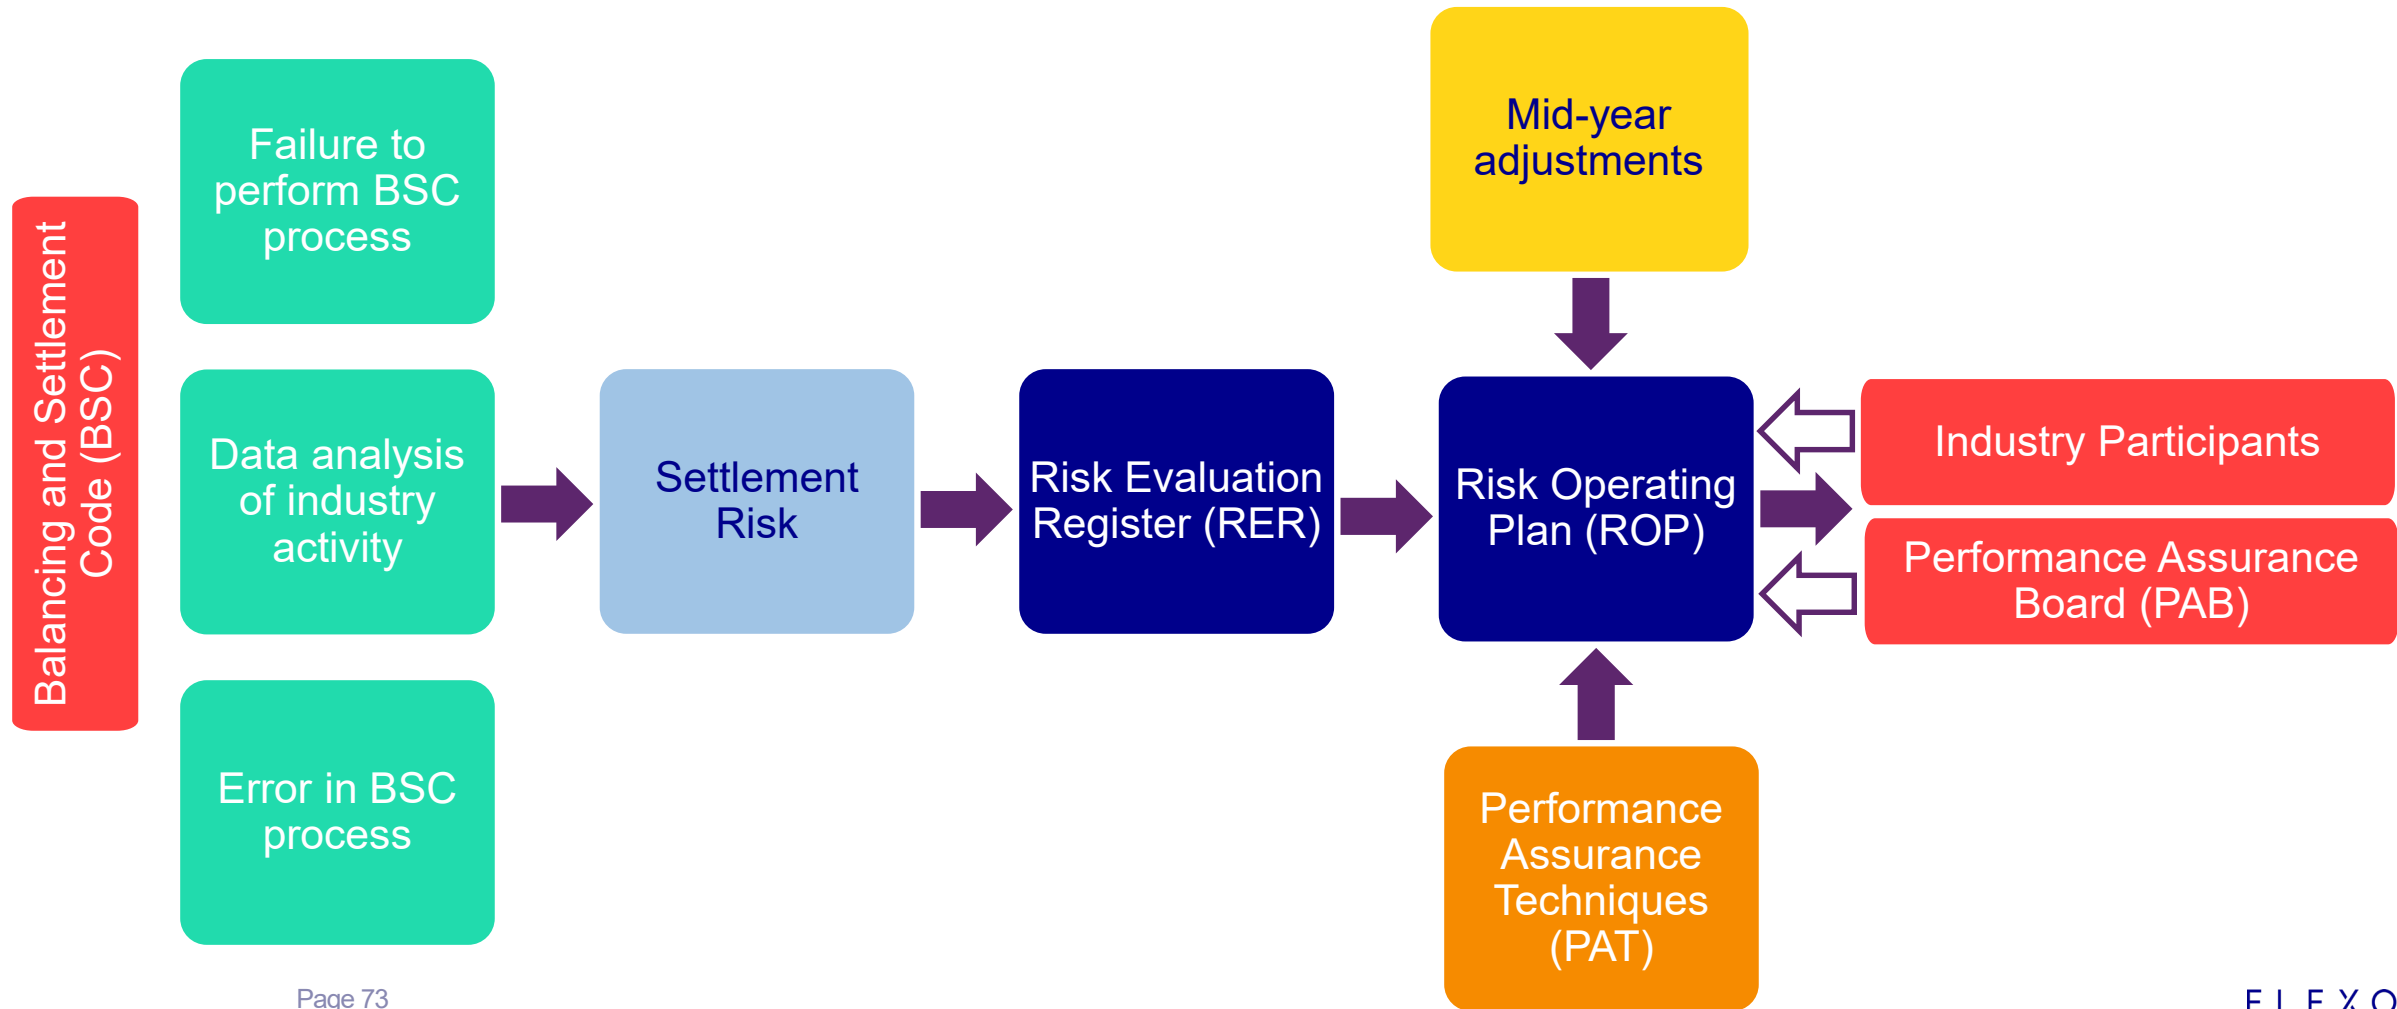 Balancing and Settlement
Code (BSC)
Failure to
perform BSC
process
Data analysis
of industry
activity
Error in BSC
process
Settlement
Risk
Risk Evaluation
Register (RER)
Mid-year
adjustments
Risk Operating
Plan (ROP)
Performance
Assurance
Techniques
(PAT)
Industry Participants
Performance Assurance
Board (PAB)
Page 73
ELEXO